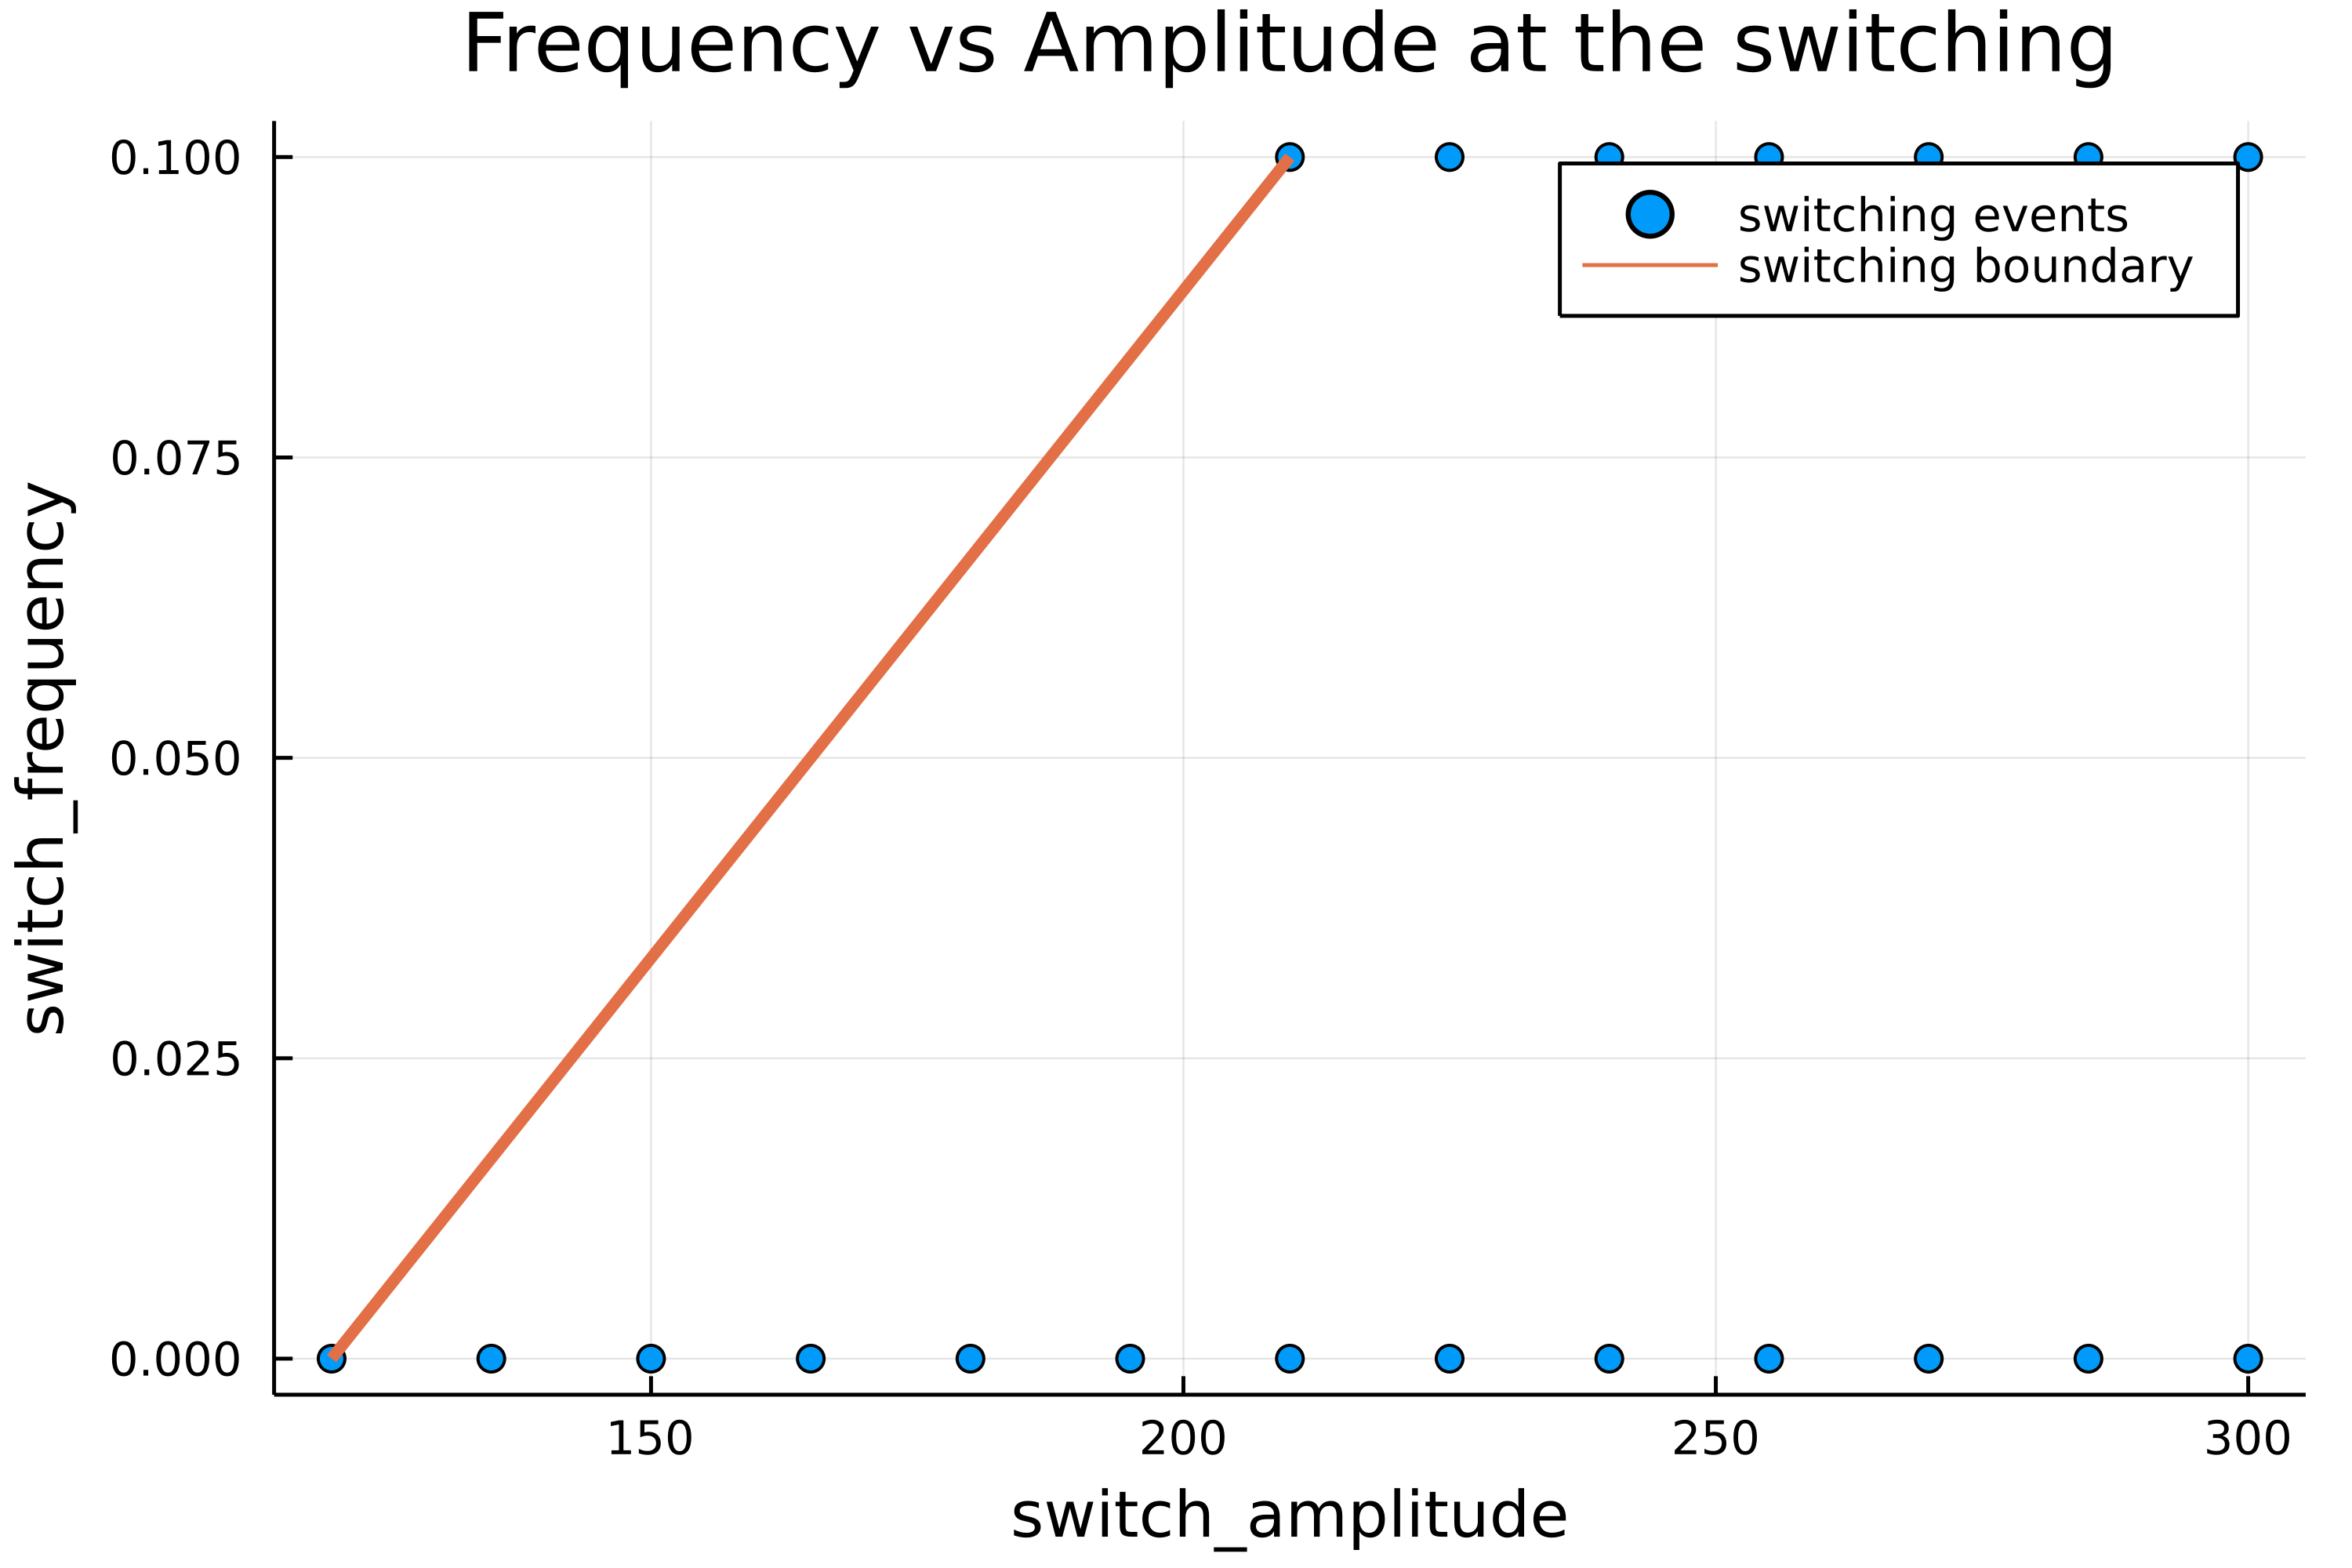 Frequency vs Amplitude at the switching
switching events
switching boundary
0.100
0.075
0.050
0.025
0.000
switch_frequency
150
200
250
300
switch_amplitude